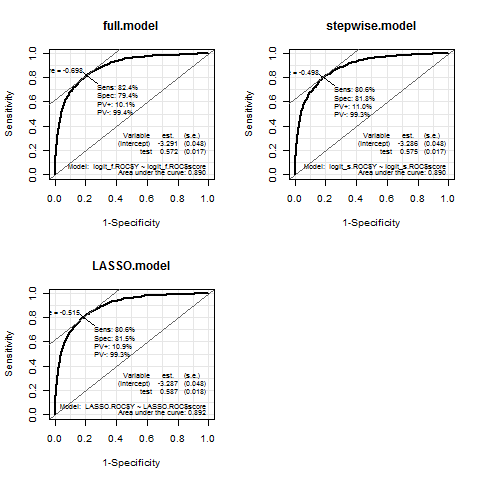 full.model
1.0
0.8
0.6
0.4
0.2
0.0
Sensitivity
= -0.698
Sens: 82.4%
Spec: 79.4%
PV+: 10.1%
PV-: 99.4%
Variable est. (s.e.)
(Intercept) -3.291 (0.048)
test 0.572 (0.017)
Model: logit_f.ROC$Y ~ logit_f.ROC$score
Area under the curve: 0.890
0.0 0.2 0.4 0.6 0.8 1.0
1-Specificity
stepwise.model
1.0
0.8
0.6
0.4
0.2
0.0
Sensitivity
= -0.498
Sens: 80.6%
Spec: 81.8%
PV+: 11.0%
PV-: 99.3%
Variable est. (s.e.)
(Intercept) -3.286 (0.048)
test 0.575 (0.017)
Model: logit_s.ROC$Y ~ logit_s.ROC$score
Area under the curve: 0.890
0.0 0.2 0.4 0.6 0.8 1.0
1-Specificity
LASSO.model
1.0
0.8
0.6
0.4
0.2
0.0
Sensitivity
= -0.515
Sens: 80.6%
Spec: 81.5%
PV+: 10.9%
PV-: 99.3%
Variable est. (s.e.)
(Intercept) -3.287 (0.048)
test 0.587 (0.018)
Model: LASSO.ROC$Y ~ LASSO.ROC$score
Area under the curve: 0.892
0.0 0.2 0.4 0.6 0.8 1.0
1-Specificity